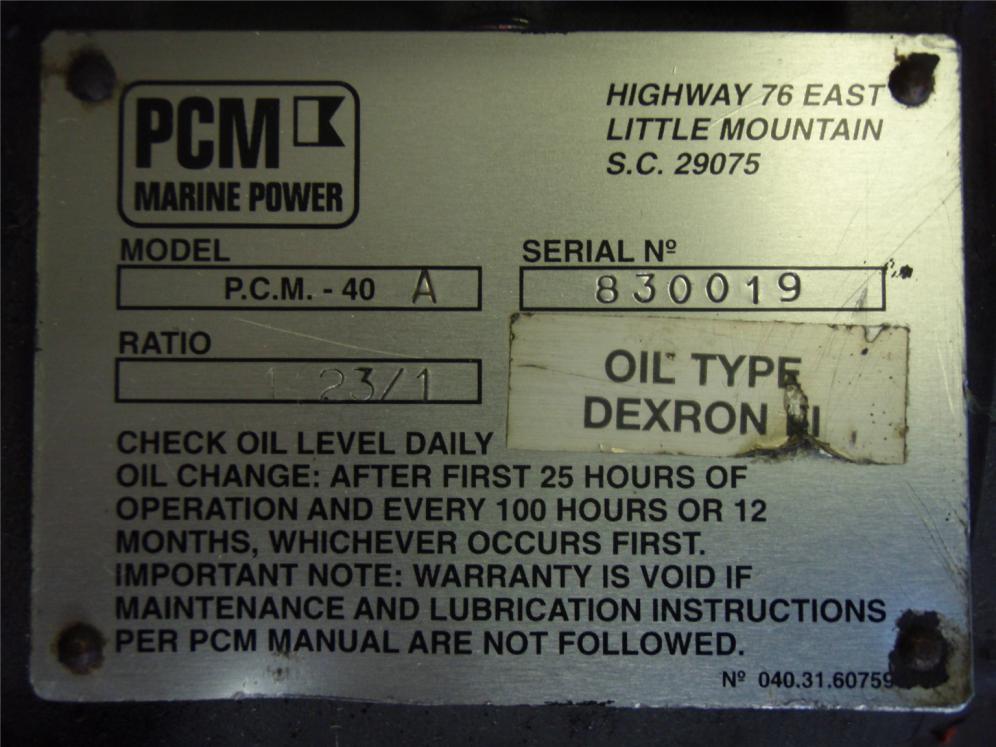 PCM
MARINE POWER
HIGHWAY 76 EAST
LITTLE MOUNTAIN
S.C. 29075
MODEL
P.C.M. - 40 A
SERIAL Nº
830019
RATIO
1 23/1
OIL TYPE
DEXRON III
CHECK OIL LEVEL DAILY
OIL CHANGE: AFTER FIRST 25 HOURS OF
OPERATION AND EVERY 100 HOURS OR 12
MONTHS, WHICHEVER OCCURS FIRST.
IMPORTANT NOTE: WARRANTY IS VOID IF
MAINTENANCE AND LUBRICATION INSTRUCTIONS
PER PCM MANUAL ARE NOT FOLLOWED.
Nº 040.31.60759